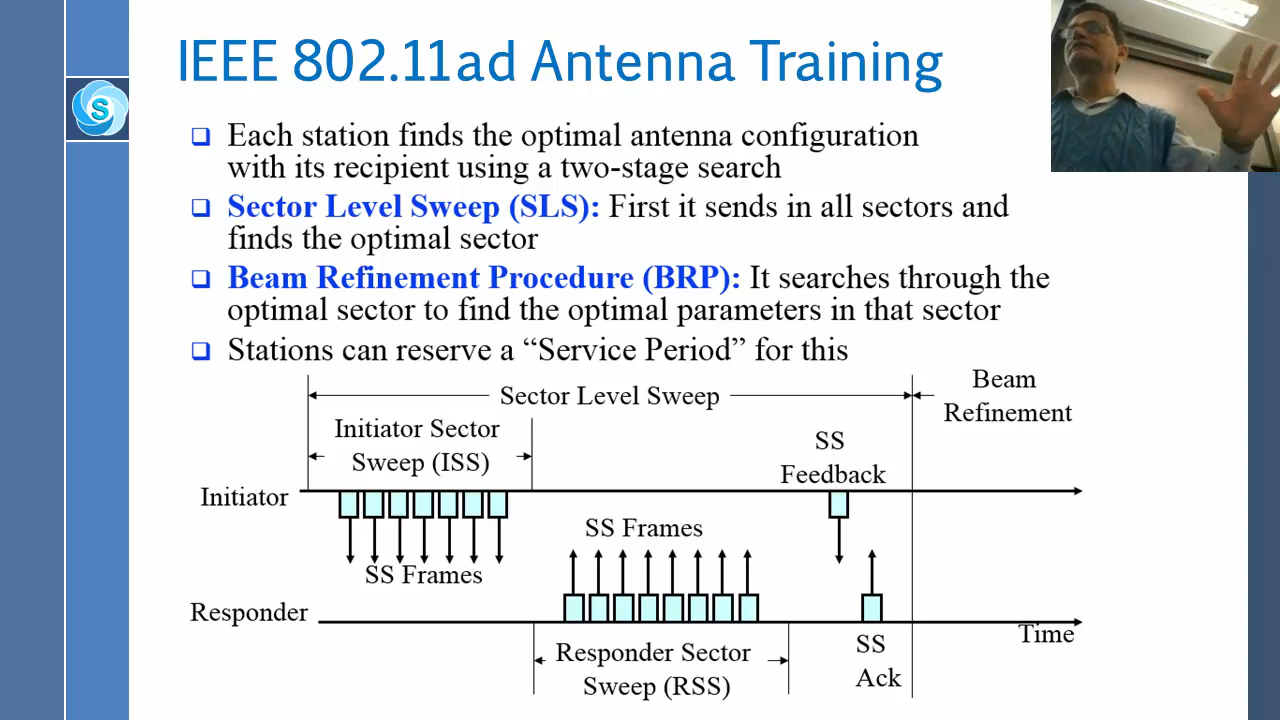 IEEE 802.11ad Antenna Training
S
❑ Each station finds the optimal antenna configuration
with its recipient using a two-stage search
❑ Sector Level Sweep (SLS): First it sends in all sectors and
finds the optimal sector
❑ Beam Refinement Procedure (BRP): It searches through the
optimal sector to find the optimal parameters in that sector
❑ Stations can reserve a “Service Period” for this
Sector Level Sweep
Beam
Refinement
Initiator Sector
Sweep (ISS)
SS
Feedback
Initiator
SS Frames
SS Frames
Responder
Time
Responder Sector
Sweep (RSS)
SS
Ack